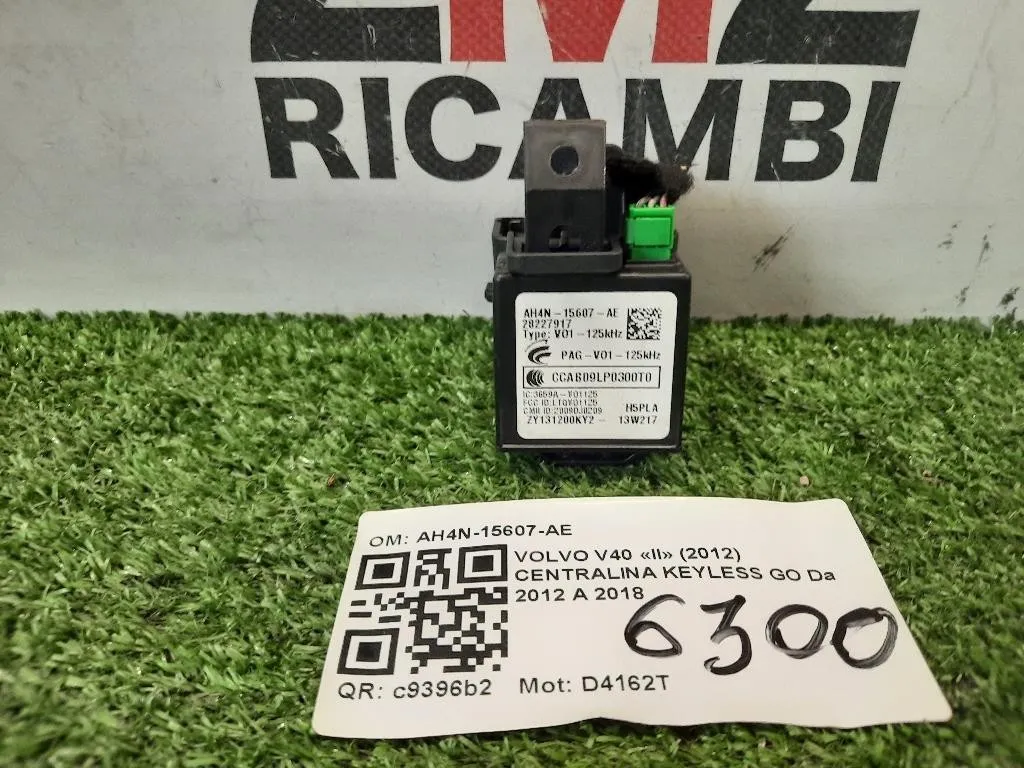 RICAMBI
AH4N-15607-AE
28227917
Type: V01-125kHz
PAG-V01-125kHz
CCAB09LP0300T0
IC:3659A-V01125
FCC ID:LTQV01125
CMII ID:2009DJ0209
H5PLA
ZY131200KY2- 13W217
OM: AH4N-15607-AE
VOLVO V40 «II» (2012)
CENTRALINA KEYLESS GO Da
2012 A 2018
6300
QR: c9396b2 Mot: D4162T